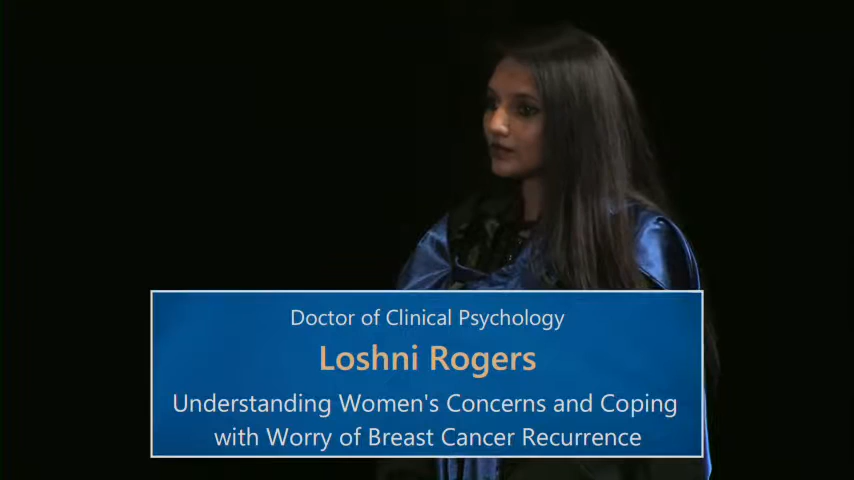 Doctor of Clinical Psychology
Loshni Rogers
Understanding Women's Concerns and Coping
with Worry of Breast Cancer Recurrence